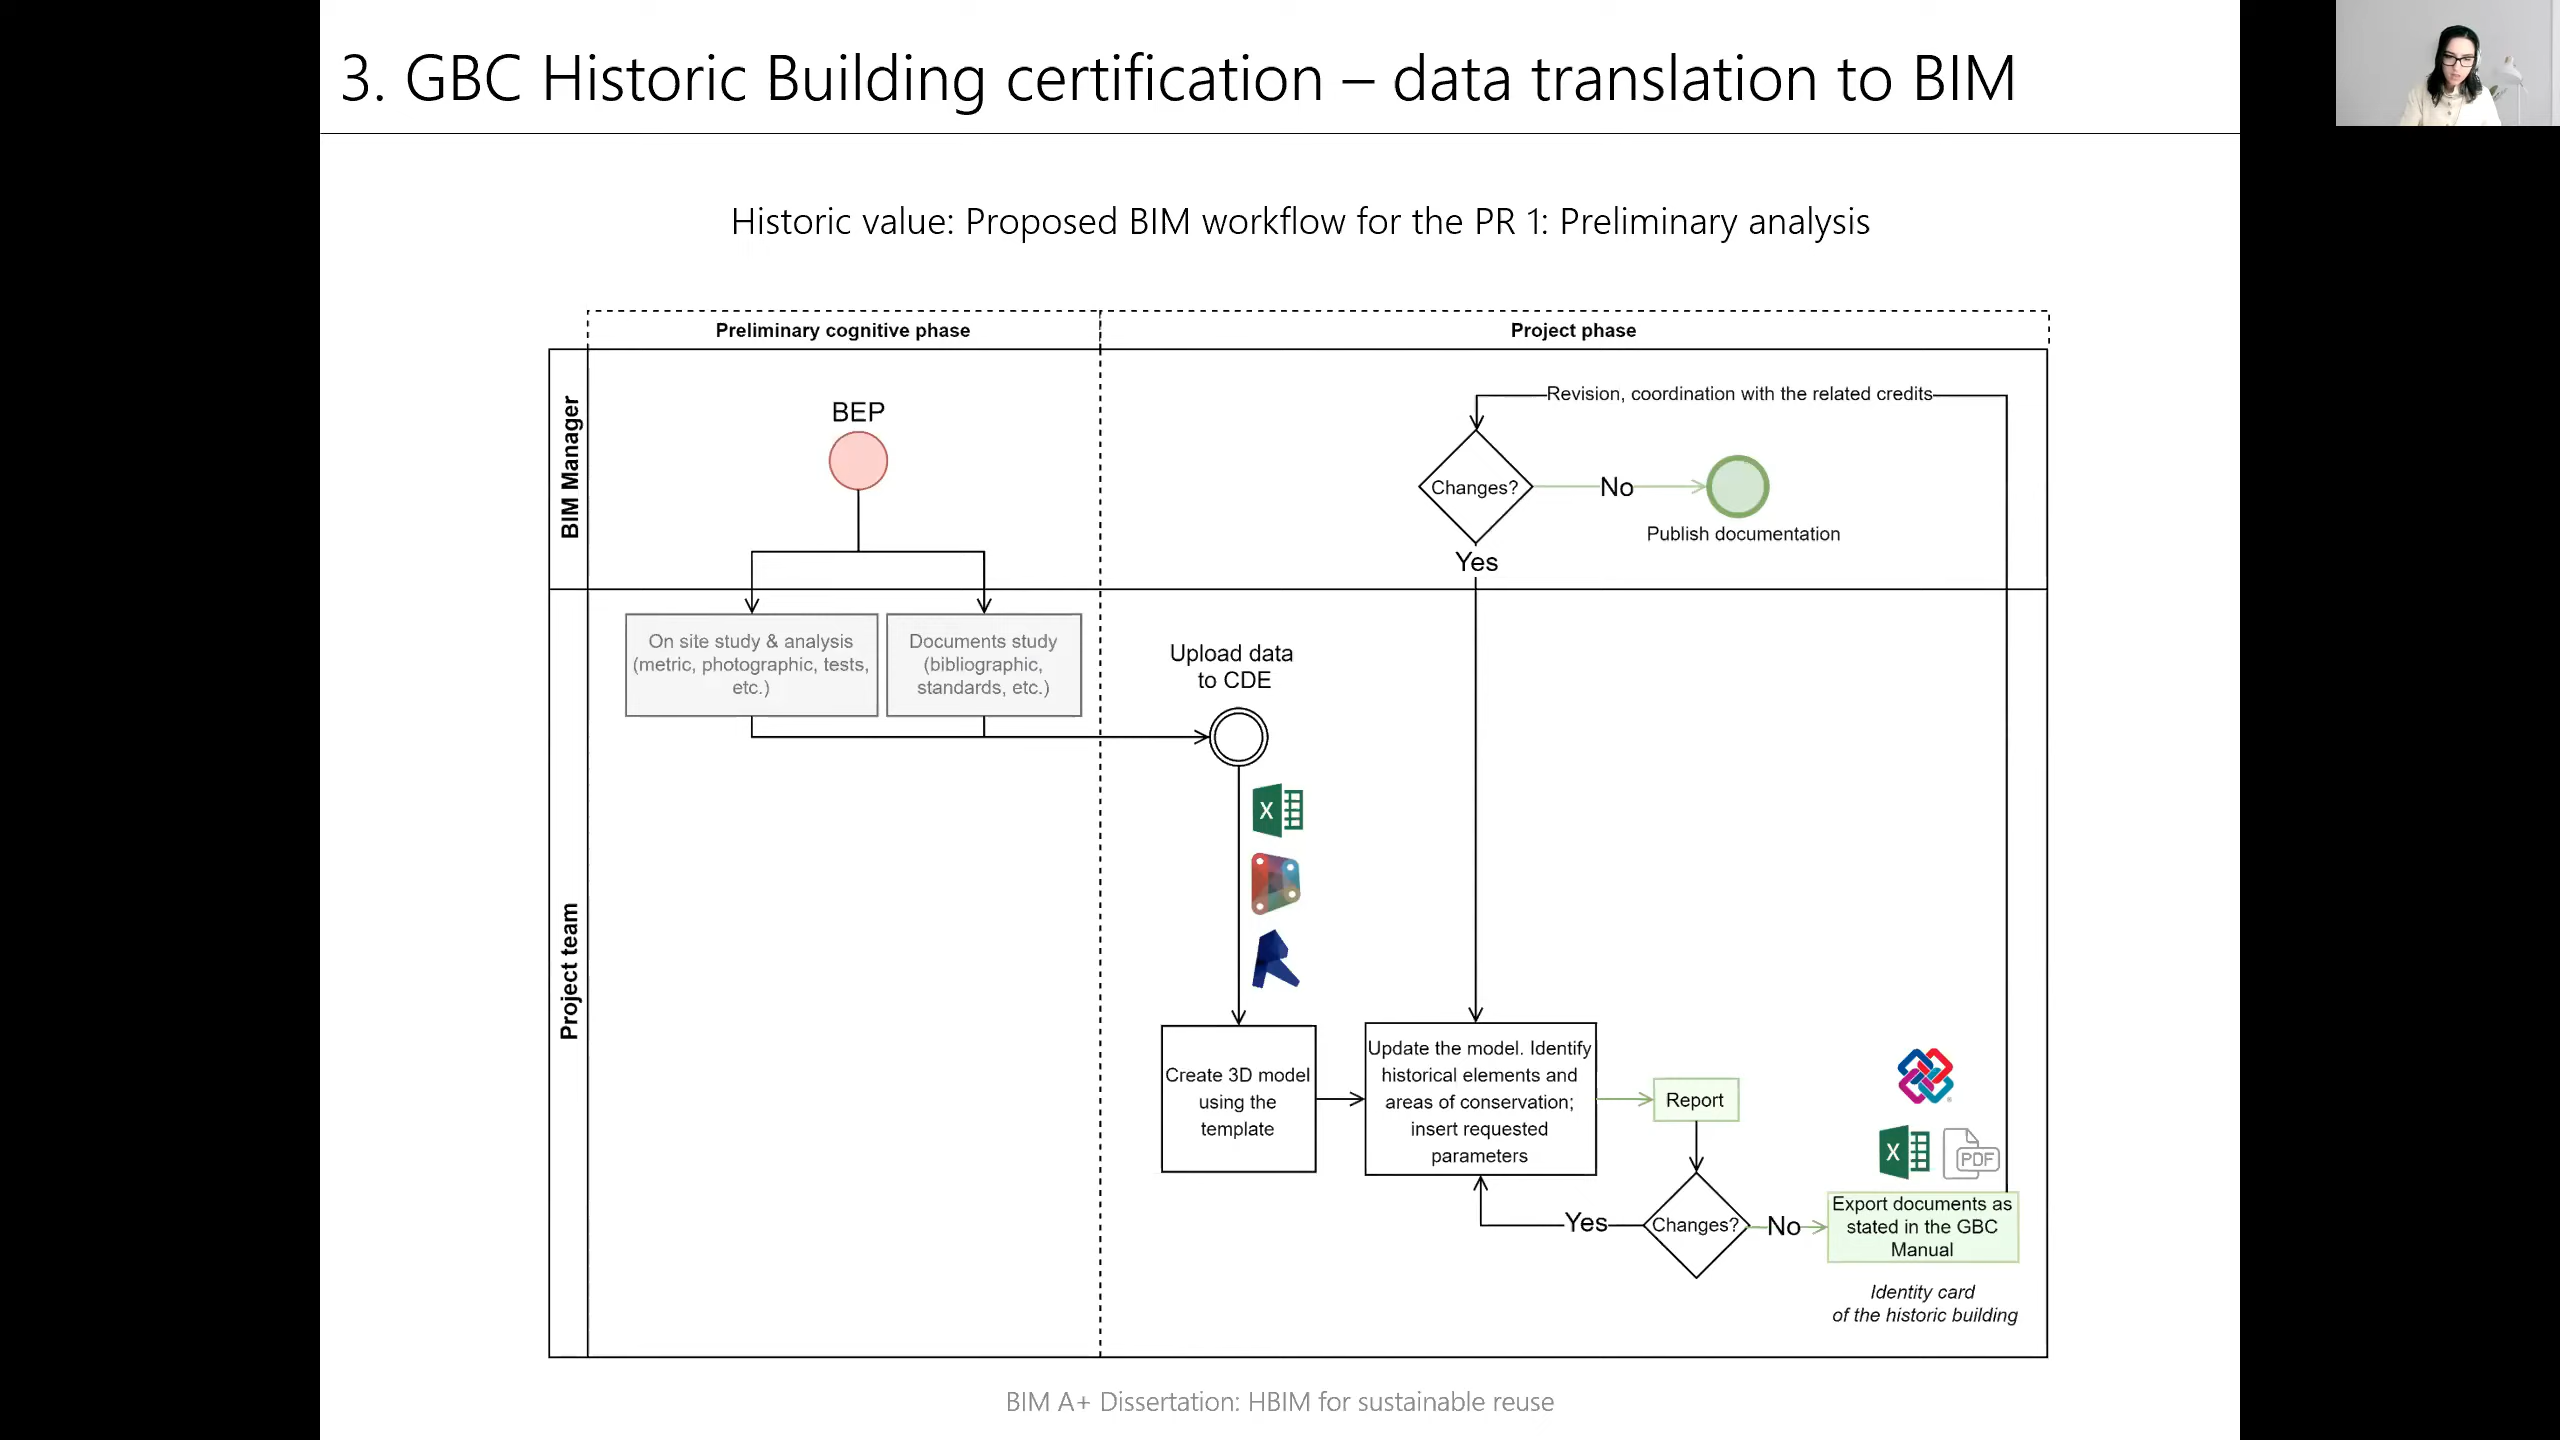 3. GBC Historic Building certification – data translation to BIM
Historic value: Proposed BIM workflow for the PR 1: Preliminary analysis
Preliminary cognitive phase
Project phase
BIM Manager
BEP
Revision, coordination with the related credits
Changes?
No
Publish documentation
Yes
Project team
On site study & analysis
(metric, photographic, tests,
etc.)
Documents study
(bibliographic,
standards, etc.)
Upload data
to CDE
X
Create 3D model
using the
template
Update the model. Identify
historical elements and
areas of conservation;
insert requested
parameters
Report
Changes?
Yes
No
X
PDF
Export documents as
stated in the GBC
Manual
Identity card
of the historic building
BIM A+ Dissertation: HBIM for sustainable reuse